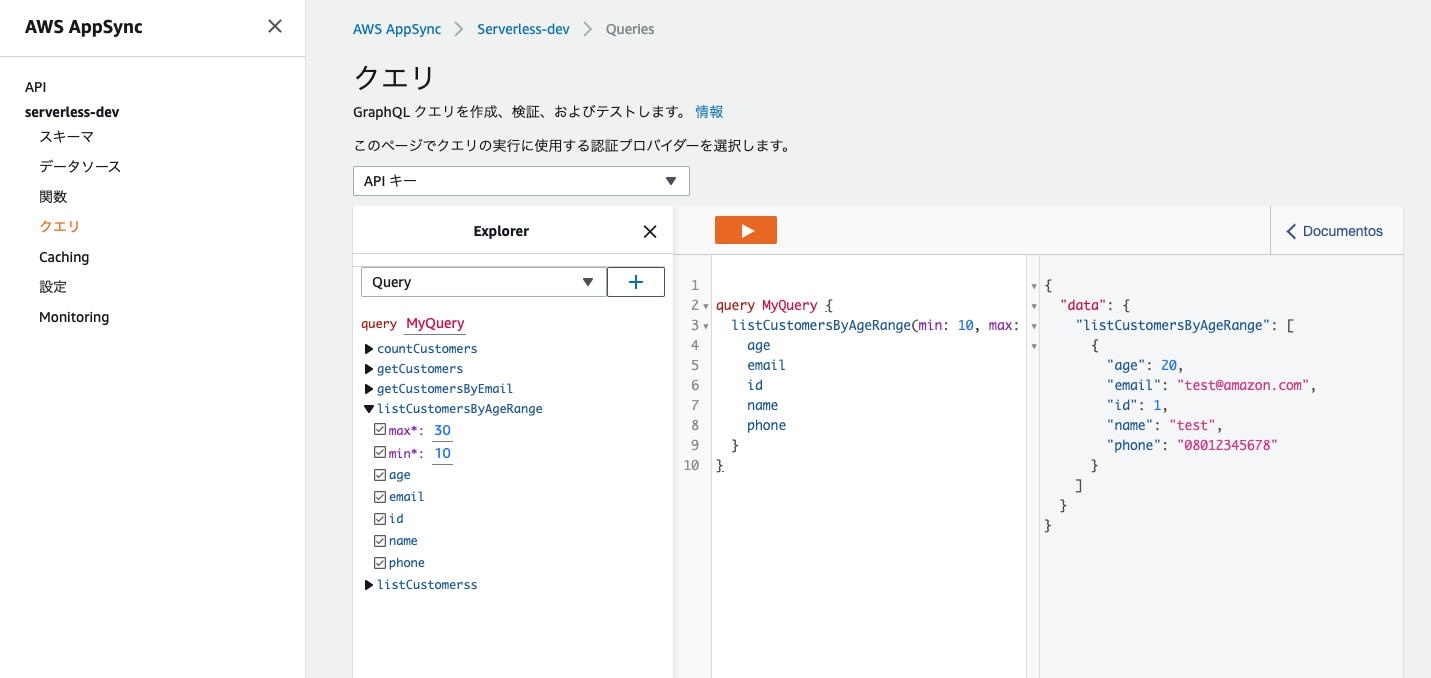 AWS AppSync
API
serverless-dev
スキーマ
データソース
関数
クエリ
Caching
設定
Monitoring
AWS AppSync Serverless-dev Queries
クエリ
GraphQL クエリを作成、検証、およびテストします。 情報
このページでクエリの実行に使用する認証プロバイダーを選択します。
API キー
Explorer
Query
query MyQuery
countCustomers
getCustomers
getCustomersByEmail
listCustomersByAgeRange
max*: 30
min*: 10
age
email
id
name
phone
listCustomerss
Documentos
1
2 query MyQuery {
3 listCustomersByAgeRange(min: 10, max:
4 age
5 email
6 id
7 name
8 phone
9 }
10 }
{
"data": {
"listCustomersByAgeRange": [
{
"age": 20,
"email": "test@amazon.com",
"id": 1,
"name": "test",
"phone": "08012345678"
}
]
}
}